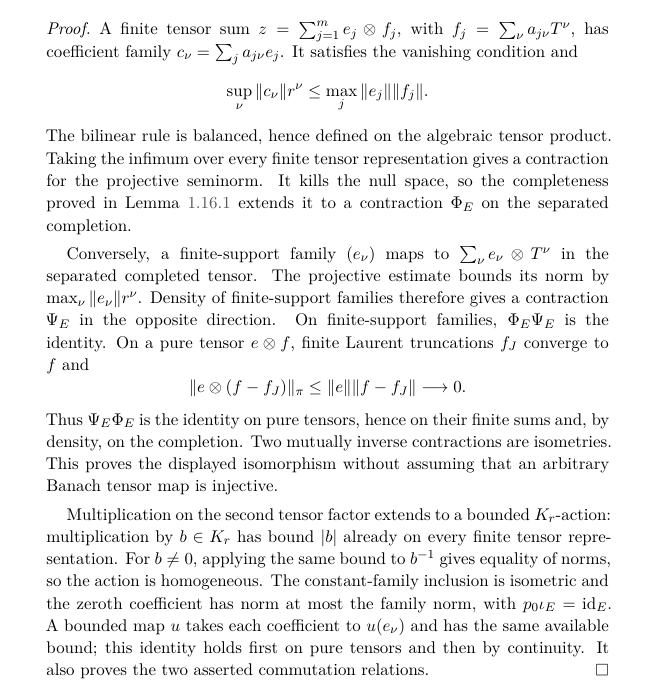 Proof. A finite tensor sum z = ∑_{j=1}^{m} e_j ⊗ f_j, with f_j = ∑_ν a_{jν}T^ν, has
coefficient family c_ν = ∑_j a_{jν}e_j. It satisfies the vanishing condition and
sup_ν ‖c_ν‖r^ν ≤ max_j ‖e_j‖‖f_j‖.
The bilinear rule is balanced, hence defined on the algebraic tensor product.
Taking the infimum over every finite tensor representation gives a contraction
for the projective seminorm. It kills the null space, so the completeness
proved in Lemma 1.16.1 extends it to a contraction Φ_E on the separated
completion.
Conversely, a finite-support family (e_ν) maps to ∑_ν e_ν ⊗ T^ν in the
separated completed tensor. The projective estimate bounds its norm by
max_ν ‖e_ν‖r^ν. Density of finite-support families therefore gives a contraction
Ψ_E in the opposite direction. On finite-support families, Φ_EΨ_E is the
identity. On a pure tensor e ⊗ f, finite Laurent truncations f_J converge to
f and
‖e ⊗ (f − f_J)‖_π ≤ ‖e‖‖f − f_J‖ ⟶ 0.
Thus Ψ_EΦ_E is the identity on pure tensors, hence on their finite sums and, by
density, on the completion. Two mutually inverse contractions are isometries.
This proves the displayed isomorphism without assuming that an arbitrary
Banach tensor map is injective.
Multiplication on the second tensor factor extends to a bounded K_r-action:
multiplication by b ∈ K_r has bound |b| already on every finite tensor repre-
sentation. For b ≠ 0, applying the same bound to b^{−1} gives equality of norms,
so the action is homogeneous. The constant-family inclusion is isometric and
the zeroth coefficient has norm at most the family norm, with p_0ι_E = id_E.
A bounded map u takes each coefficient to u(e_ν) and has the same available
bound; this identity holds first on pure tensors and then by continuity. It
also proves the two asserted commutation relations. □